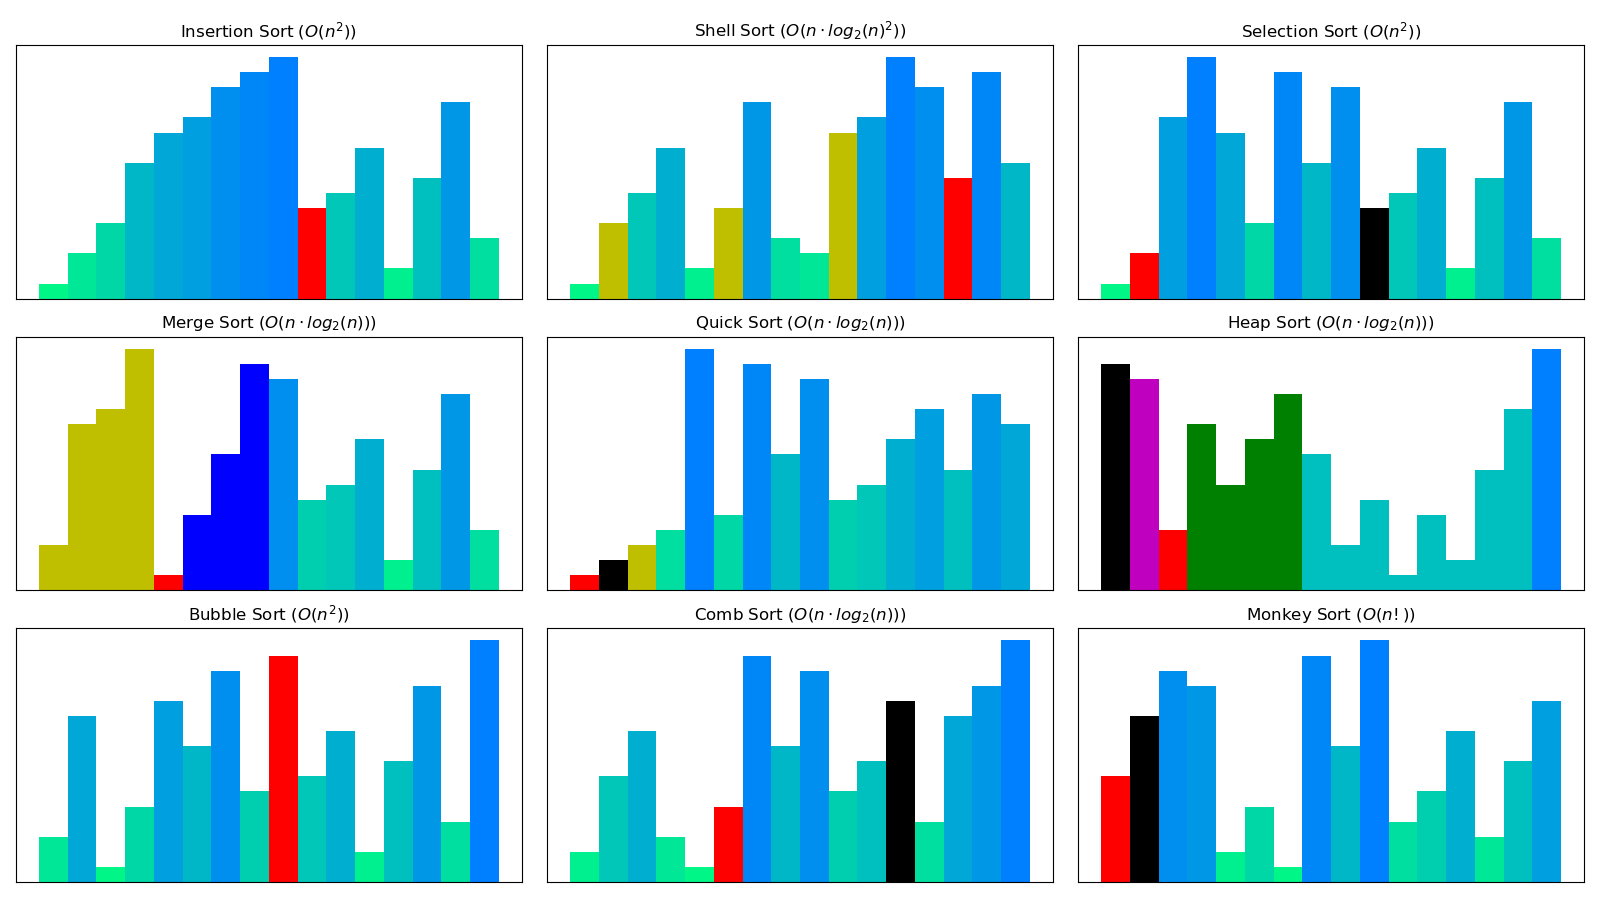 Insertion Sort (O(n²))
Shell Sort (O(n · log₂(n)²))
Selection Sort (O(n²))
Merge Sort (O(n · log₂(n)))
Quick Sort (O(n · log₂(n)))
Heap Sort (O(n · log₂(n)))
Bubble Sort (O(n²))
Comb Sort (O(n · log₂(n)))
Monkey Sort (O(n!))